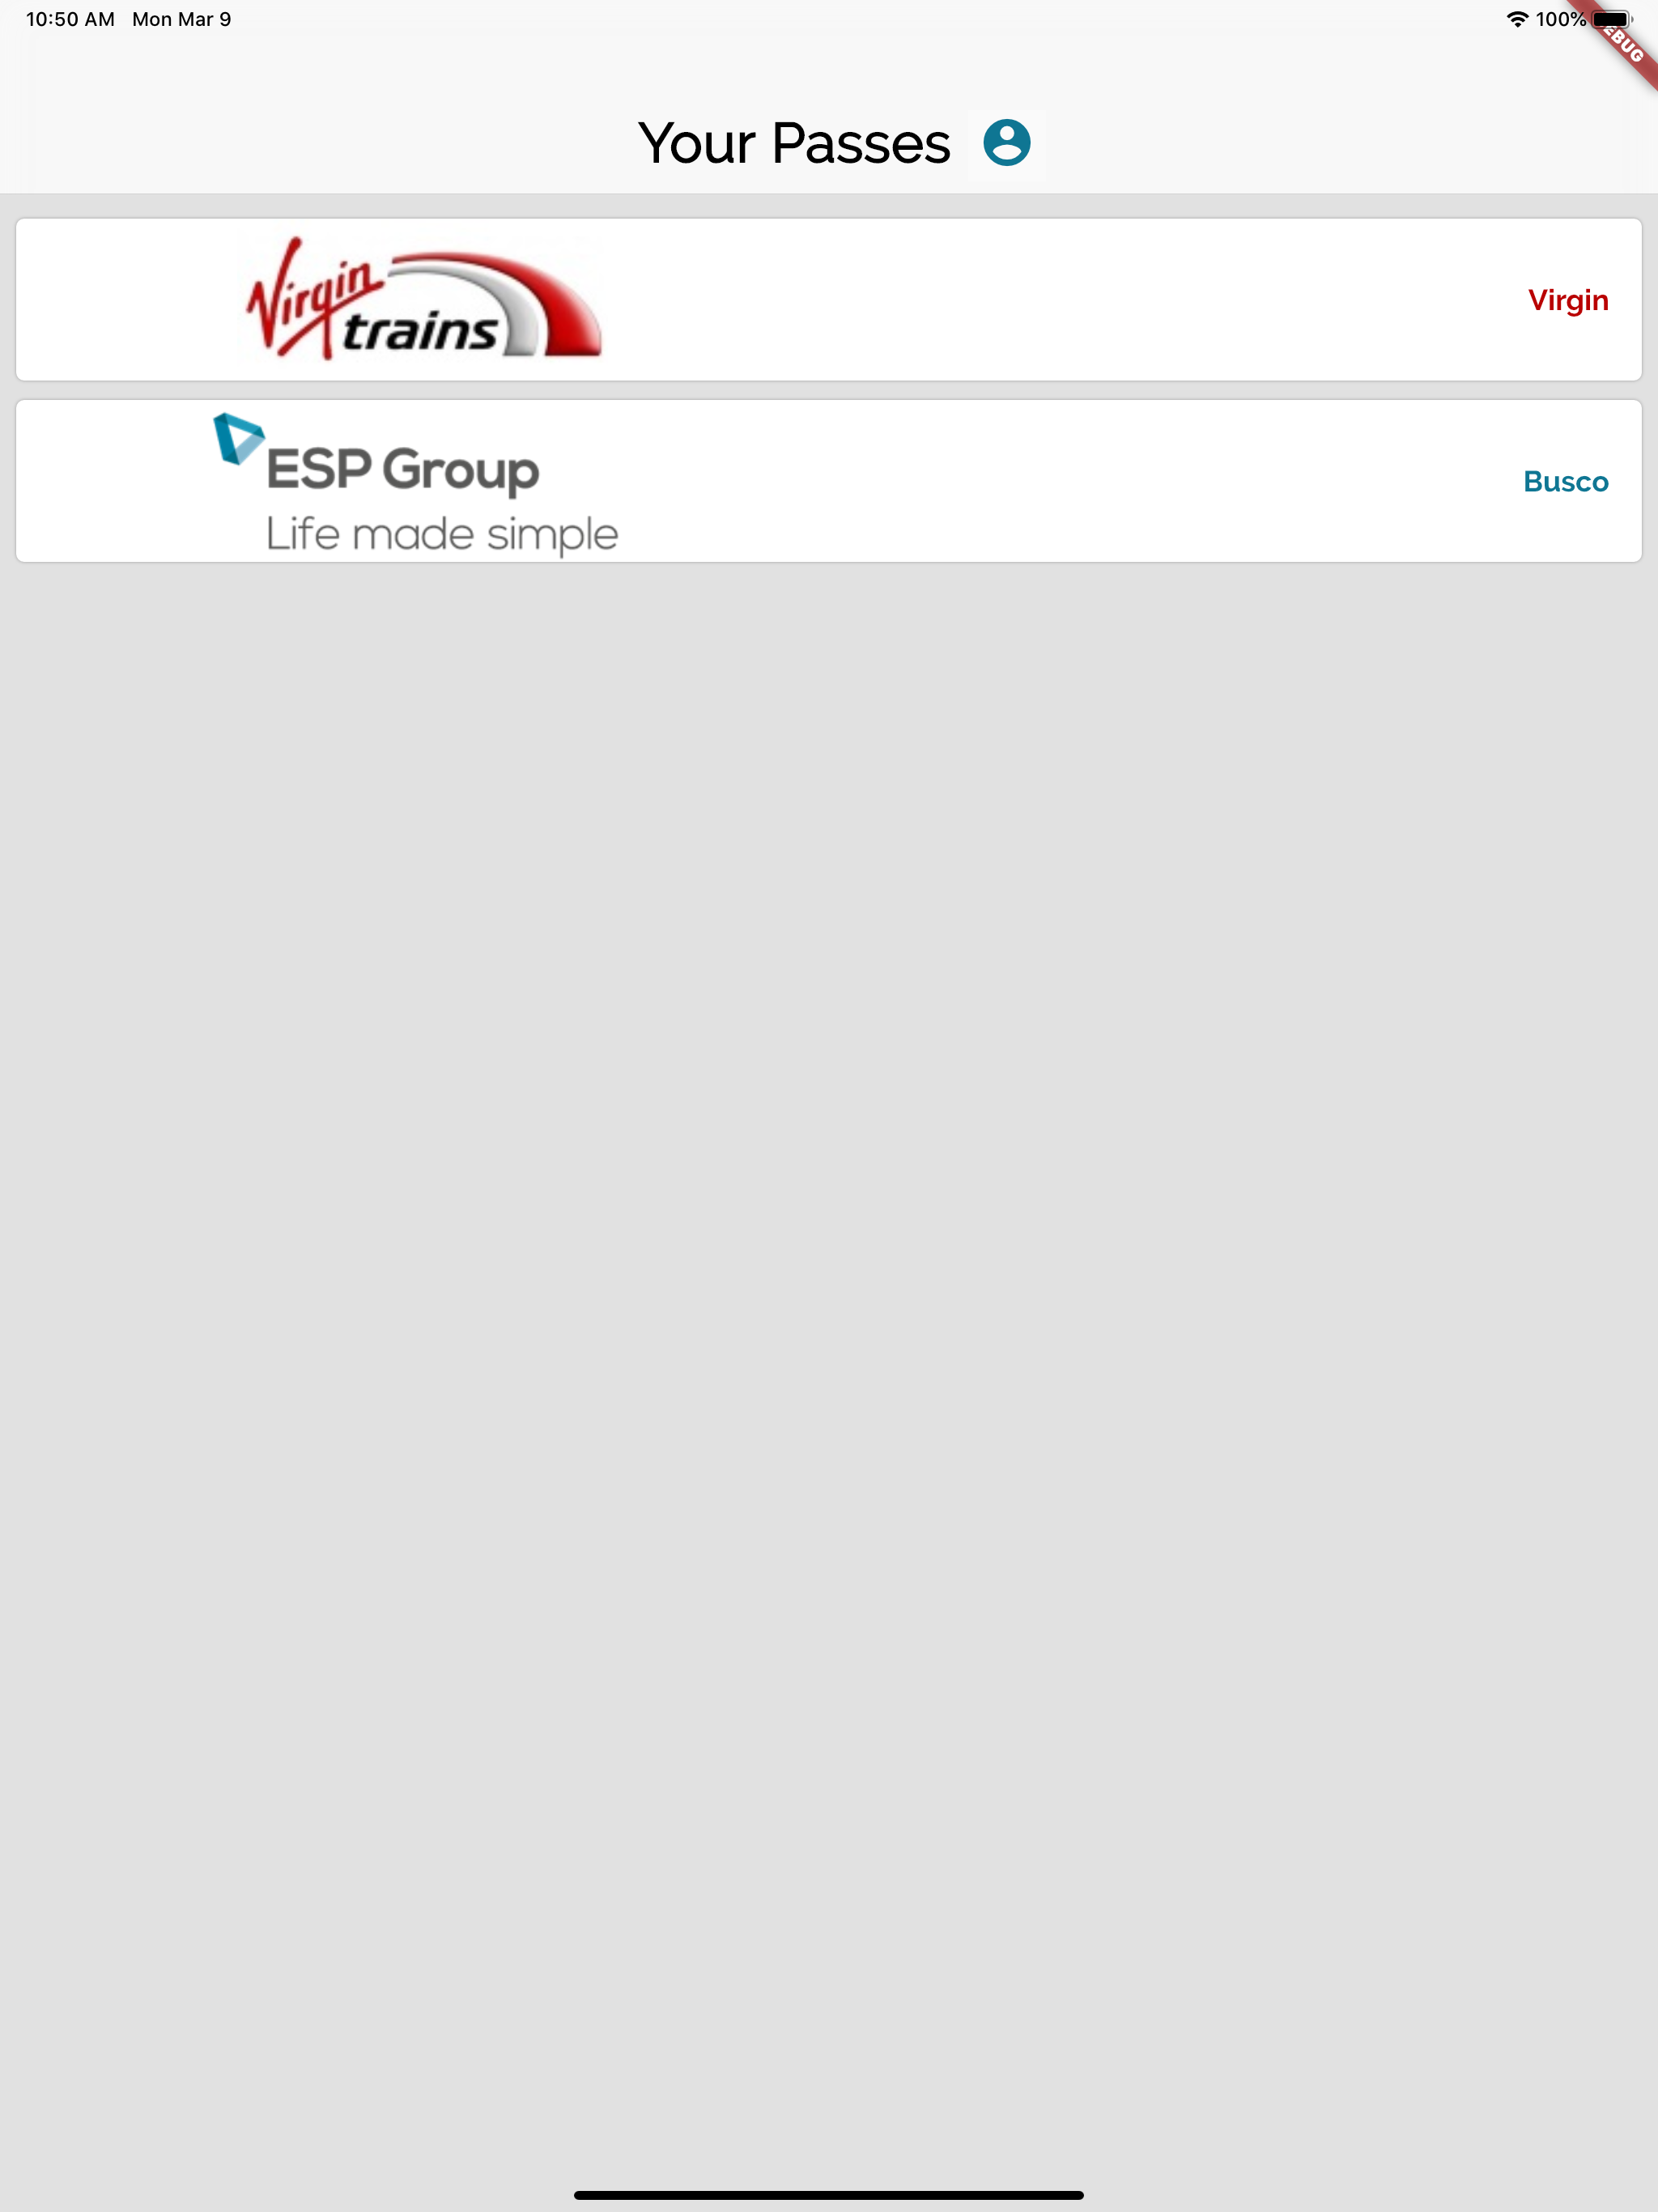 10:50 AM Mon Mar 9
100%
EBUG
Your Passes
Virgin
trains
Virgin
ESP Group
Life made simple
Busco